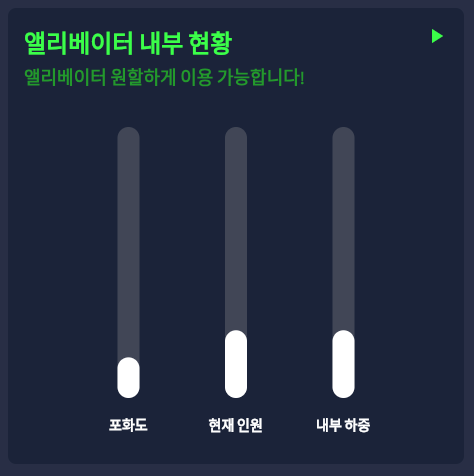 앨리베이터 내부 현황
앨리베이터 원할하게 이용 가능합니다!
포화도
현재 인원
내부 하중